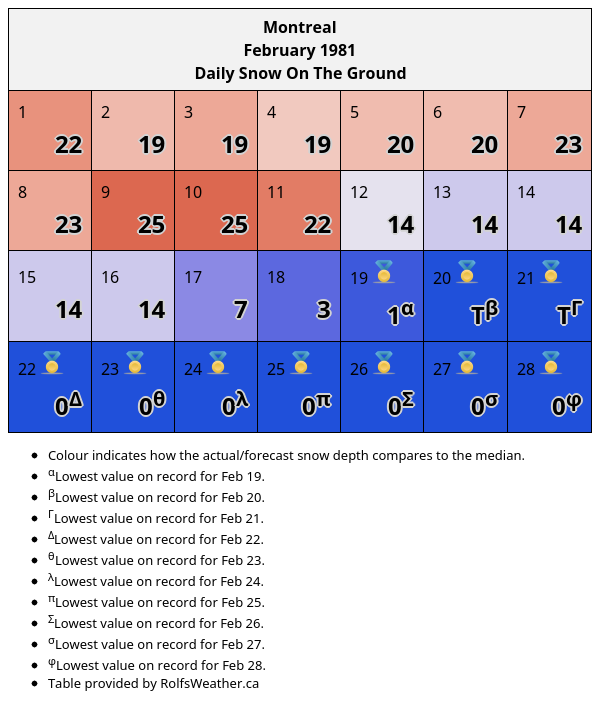 Montreal
February 1981
Daily Snow On The Ground
1 2 3 4 5 6 7
22 19 19 19 20 20 23
8 9 10 11 12 13 14
23 25 25 22 14 14 14
15 16 17 18 19 20 21
14 14 7 3 1α Tβ TΓ
22 23 24 25 26 27 28
0Δ 0θ 0λ 0π 0Σ 0σ 0φ
Colour indicates how the actual/forecast snow depth compares to the median.
αLowest value on record for Feb 19.
βLowest value on record for Feb 20.
ΓLowest value on record for Feb 21.
ΔLowest value on record for Feb 22.
θLowest value on record for Feb 23.
λLowest value on record for Feb 24.
πLowest value on record for Feb 25.
ΣLowest value on record for Feb 26.
σLowest value on record for Feb 27.
φLowest value on record for Feb 28.
Table provided by RolfsWeather.ca